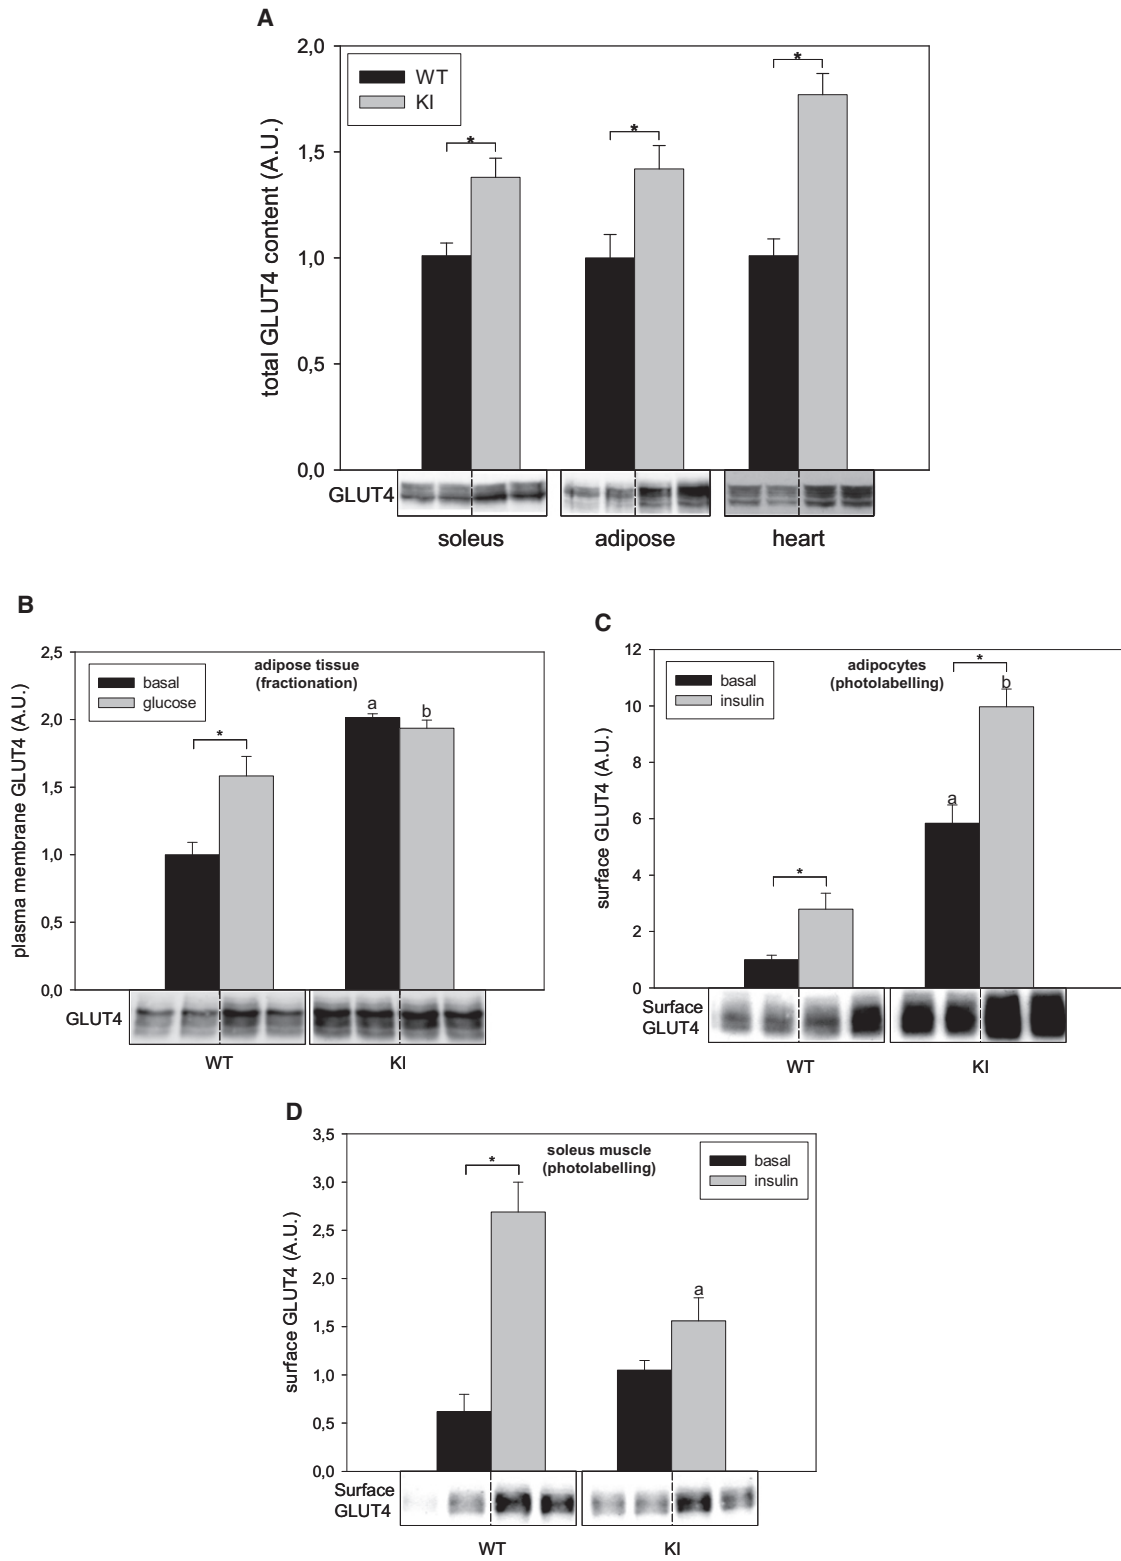 A
2,0
1,5
1,0
0,5
0,0
total GLUT4 content (A.U.)
WT
KI
*
*
*
GLUT4
soleus adipose heart
B
2,5
2,0
1,5
1,0
0,5
0,0
plasma membrane GLUT4 (A.U.)
basal
glucose
adipose tissue
(fractionation)
*
a
b
GLUT4
WT KI
C
12
10
8
6
4
2
0
surface GLUT4 (A.U.)
basal
insulin
adipocytes
(photolabelling)
*
*
a
b
Surface
GLUT4
WT KI
D
3,5
3,0
2,5
2,0
1,5
1,0
0,5
0,0
surface GLUT4 (A.U.)
soleus muscle
(photolabelling)
basal
insulin
*
a
Surface
GLUT4
WT KI